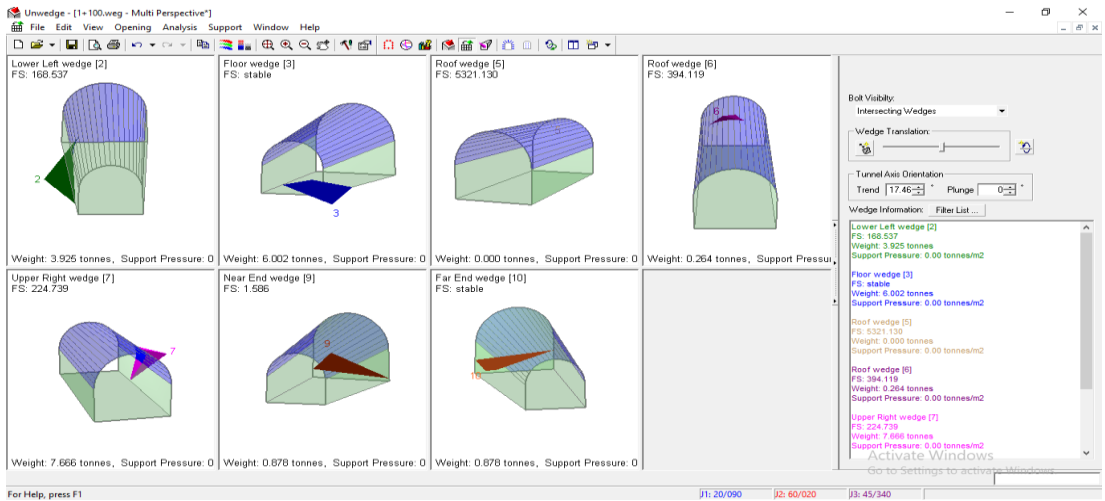 Unwedge - [1+100.weg - Multi Perspective*]
File Edit View Opening Analysis Support Window Help
Lower Left wedge [2]
FS: 168.537
2
Weight: 3.925 tonnes, Support Pressure: 0
Floor wedge [3]
FS: stable
3
Weight: 6.002 tonnes, Support Pressure: 0
Roof wedge [5]
FS: 5321.130
5
Weight: 0.000 tonnes, Support Pressure: 0
Roof wedge [6]
FS: 394.119
6
Weight: 0.264 tonnes, Support Pressu
Upper Right wedge [7]
FS: 224.739
7
Weight: 7.666 tonnes, Support Pressure: 0
Near End wedge [9]
FS: 1.586
9
Weight: 0.878 tonnes, Support Pressure: 0
Far End wedge [10]
FS: stable
10
Weight: 0.878 tonnes, Support Pressure: 0
Bolt Visibilty:
Intersecting Wedges
Wedge Translation:
Tunnel Axis Orientation
Trend 17.46 ° Plunge 0 °
Wedge Information: Filter List ...
Lower Left wedge [2]
FS: 168.537
Weight: 3.925 tonnes
Support Pressure: 0.00 tonnes/m2
Floor wedge [3]
FS: stable
Weight: 6.002 tonnes
Support Pressure: 0.00 tonnes/m2
Roof wedge [5]
FS: 5321.130
Weight: 0.000 tonnes
Support Pressure: 0.00 tonnes/m2
Roof wedge [6]
FS: 394.119
Weight: 0.264 tonnes
Support Pressure: 0.00 tonnes/m2
Upper Right wedge [7]
FS: 224.739
Weight: 7.666 tonnes
Support Pressure: 0.00 tonnes/m2
Activate Windows
Go to Settings to activate Windows.
For Help, press F1
J1: 20/090
J2: 60/020
J3: 45/340